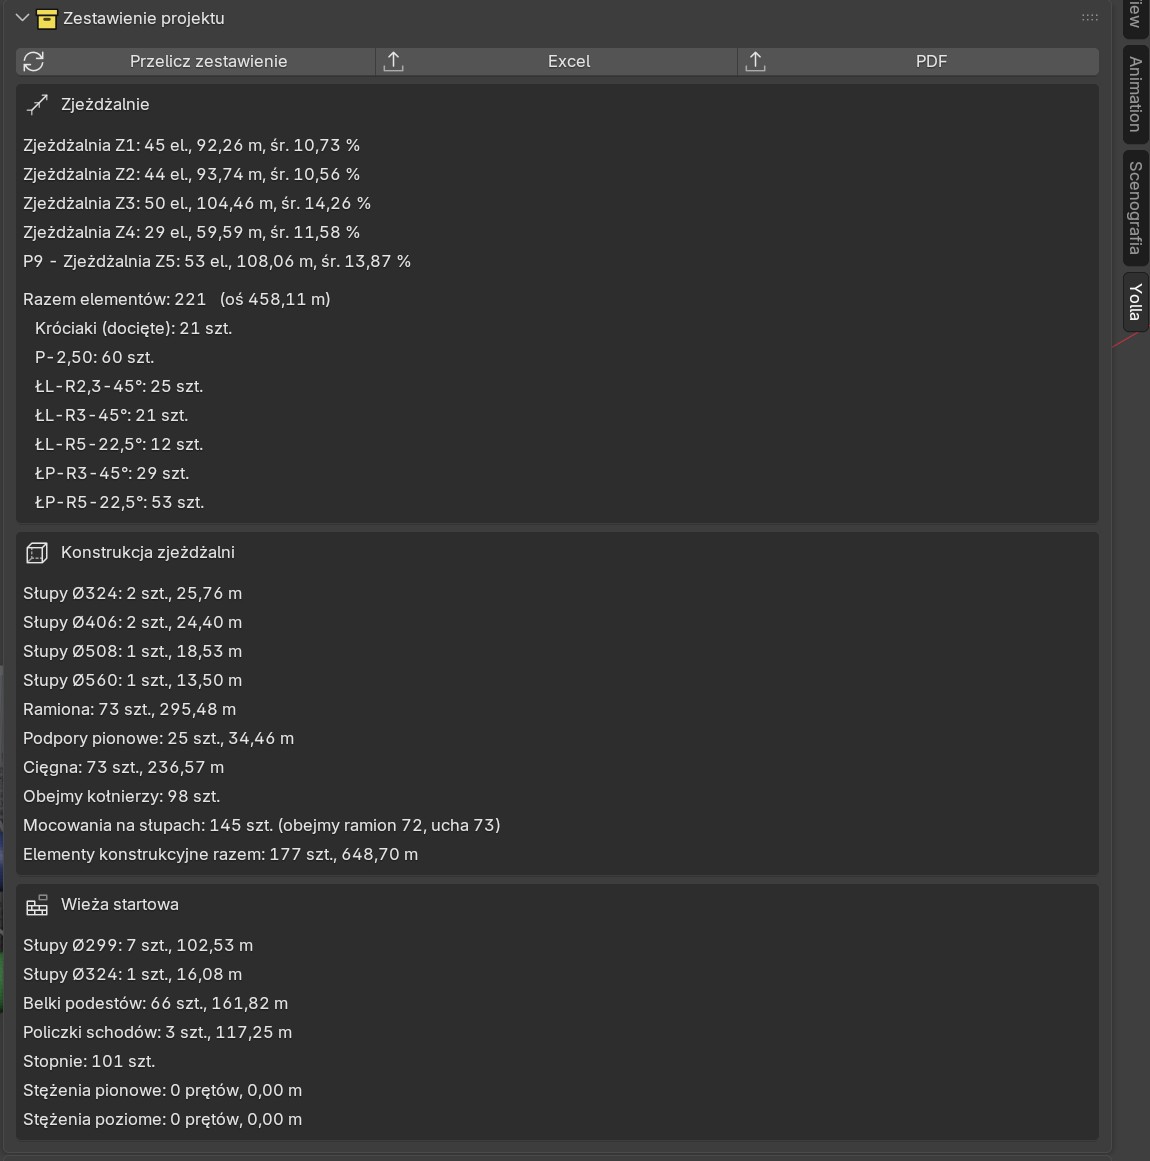 Zestawienie projektu
Przelicz zestawienie
Excel
PDF
Zjeżdżalnie
Zjeżdżalnia Z1: 45 el., 92,26 m, śr. 10,73 %
Zjeżdżalnia Z2: 44 el., 93,74 m, śr. 10,56 %
Zjeżdżalnia Z3: 50 el., 104,46 m, śr. 14,26 %
Zjeżdżalnia Z4: 29 el., 59,59 m, śr. 11,58 %
P9 - Zjeżdżalnia Z5: 53 el., 108,06 m, śr. 13,87 %
Razem elementów: 221 (oś 458,11 m)
Króciaki (docięte): 21 szt.
P-2,50: 60 szt.
ŁL-R2,3-45°: 25 szt.
ŁL-R3-45°: 21 szt.
ŁL-R5-22,5°: 12 szt.
ŁP-R3-45°: 29 szt.
ŁP-R5-22,5°: 53 szt.
Konstrukcja zjeżdżalni
Słupy Ø324: 2 szt., 25,76 m
Słupy Ø406: 2 szt., 24,40 m
Słupy Ø508: 1 szt., 18,53 m
Słupy Ø560: 1 szt., 13,50 m
Ramiona: 73 szt., 295,48 m
Podpory pionowe: 25 szt., 34,46 m
Cięgna: 73 szt., 236,57 m
Obejmy kołnierzy: 98 szt.
Mocowania na słupach: 145 szt. (obejmy ramion 72, ucha 73)
Elementy konstrukcyjne razem: 177 szt., 648,70 m
Wieża startowa
Słupy Ø299: 7 szt., 102,53 m
Słupy Ø324: 1 szt., 16,08 m
Belki podestów: 66 szt., 161,82 m
Policzki schodów: 3 szt., 117,25 m
Stopnie: 101 szt.
Stężenia pionowe: 0 prętów, 0,00 m
Stężenia poziome: 0 prętów, 0,00 m
Animation
Scenografia
Yolla